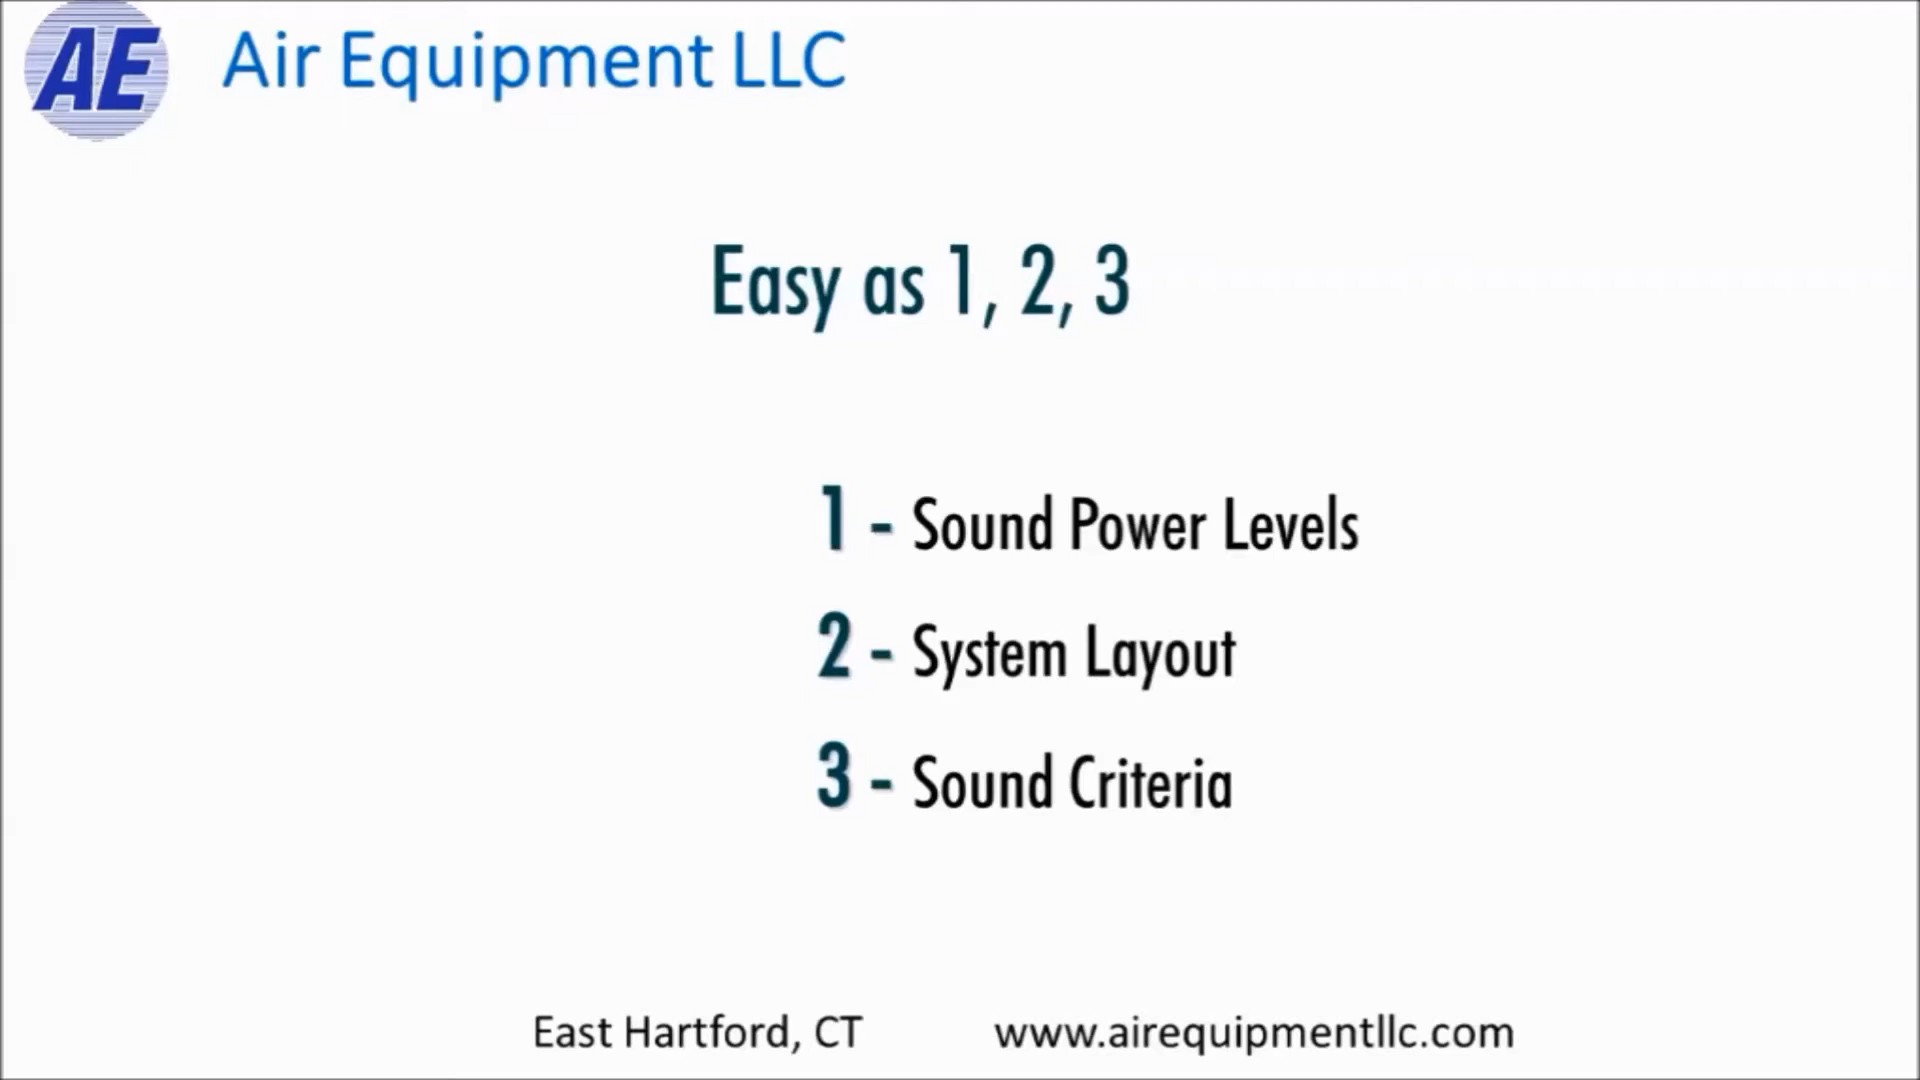 AE
Air Equipment LLC
Easy as 1, 2, 3
1 - Sound Power Levels
2 - System Layout
3 - Sound Criteria
East Hartford, CT
www.airequipmentllc.com